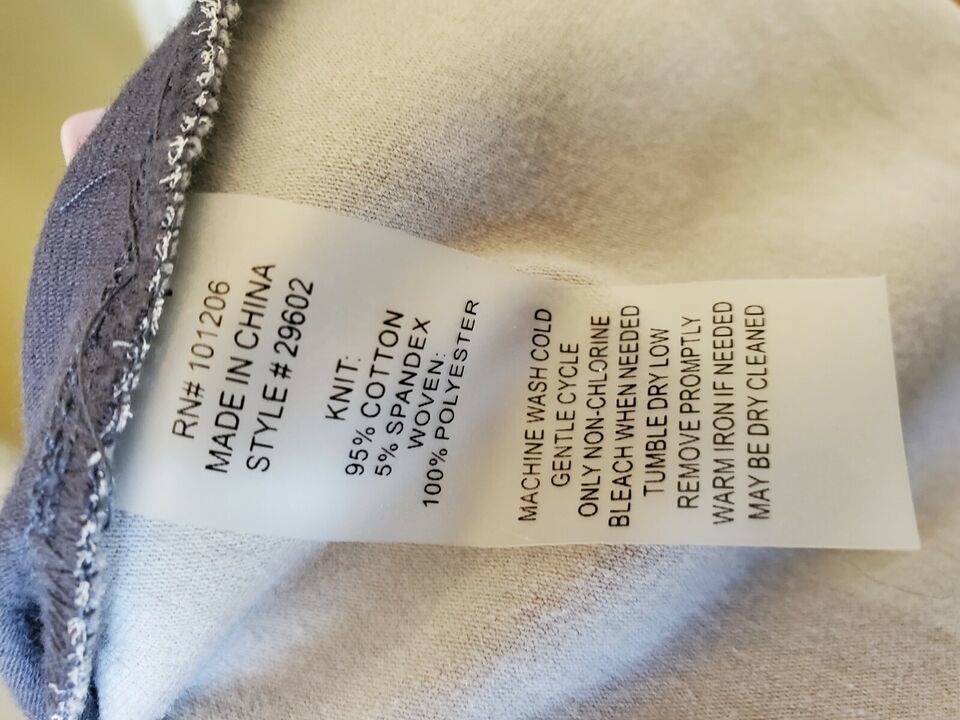 RN# 101206
MADE IN CHINA
STYLE # 29602
KNIT:
95% COTTON
5% SPANDEX
WOVEN:
100% POLYESTER
MACHINE WASH COLD
GENTLE CYCLE
ONLY NON-CHLORINE
BLEACH WHEN NEEDED
TUMBLE DRY LOW
REMOVE PROMPTLY
WARM IRON IF NEEDED
MAY BE DRY CLEANED